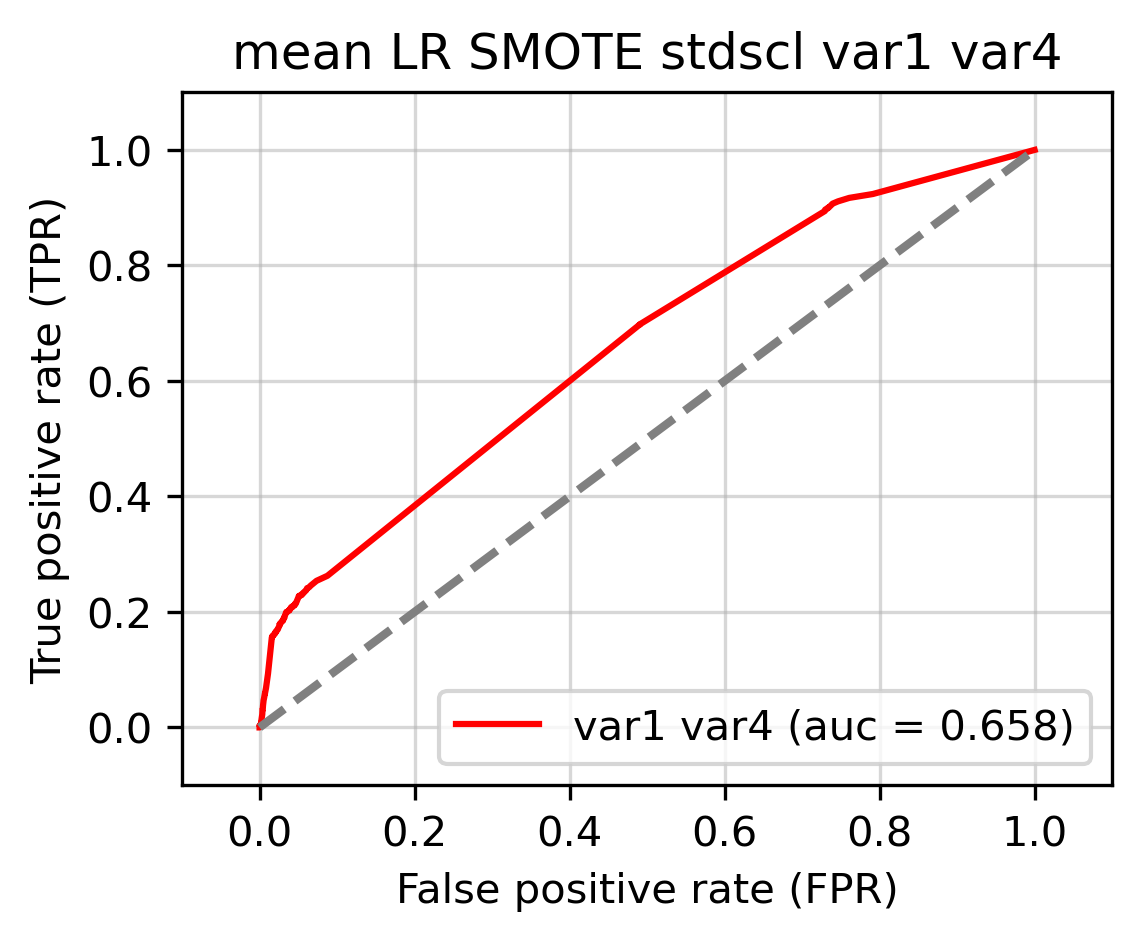 mean LR SMOTE stdscl var1 var4
True positive rate (TPR)
1.0
0.8
0.6
0.4
0.2
0.0
var1 var4 (auc = 0.658)
0.0 0.2 0.4 0.6 0.8 1.0
False positive rate (FPR)